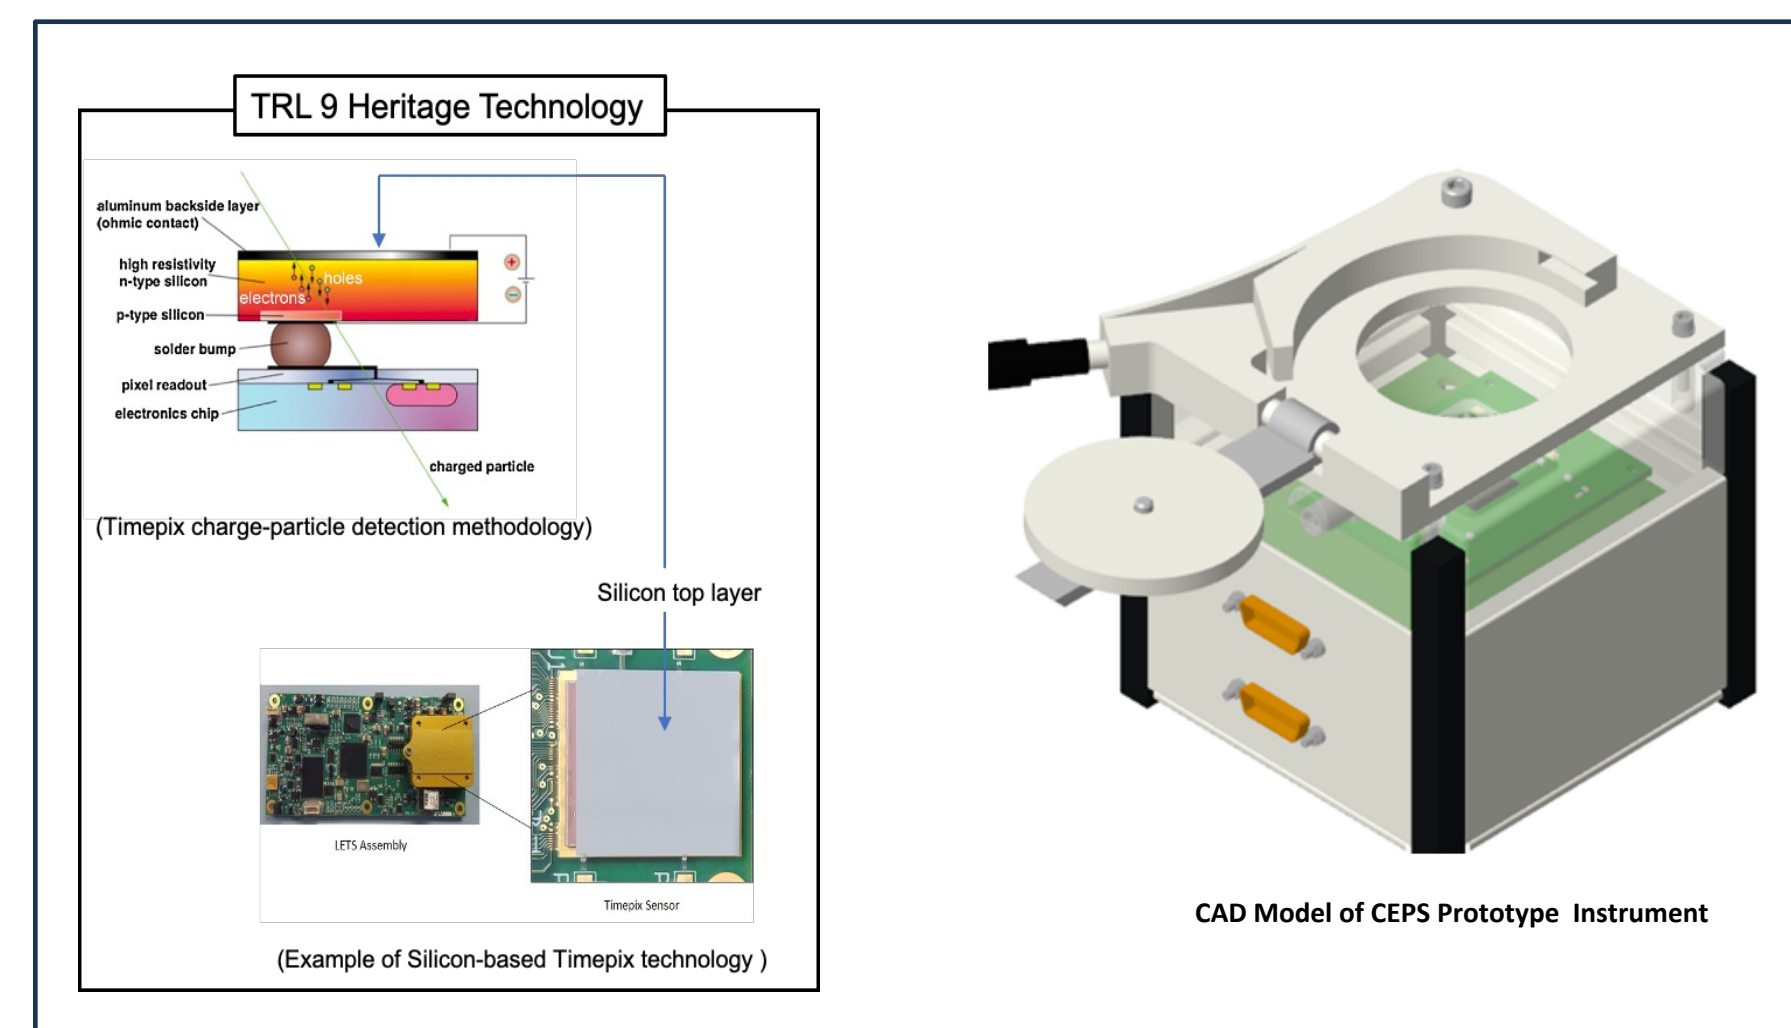 TRL 9 Heritage Technology
aluminum backside layer
(ohmic contact)
high resistivity
n-type silicon
holes
electrons
p-type silicon
solder bump
pixel readout
electronics chip
charged particle
(Timepix charge-particle detection methodology)
Silicon top layer
LETS Assembly
Timepix Sensor
(Example of Silicon-based Timepix technology )
CAD Model of CEPS Prototype  Instrument